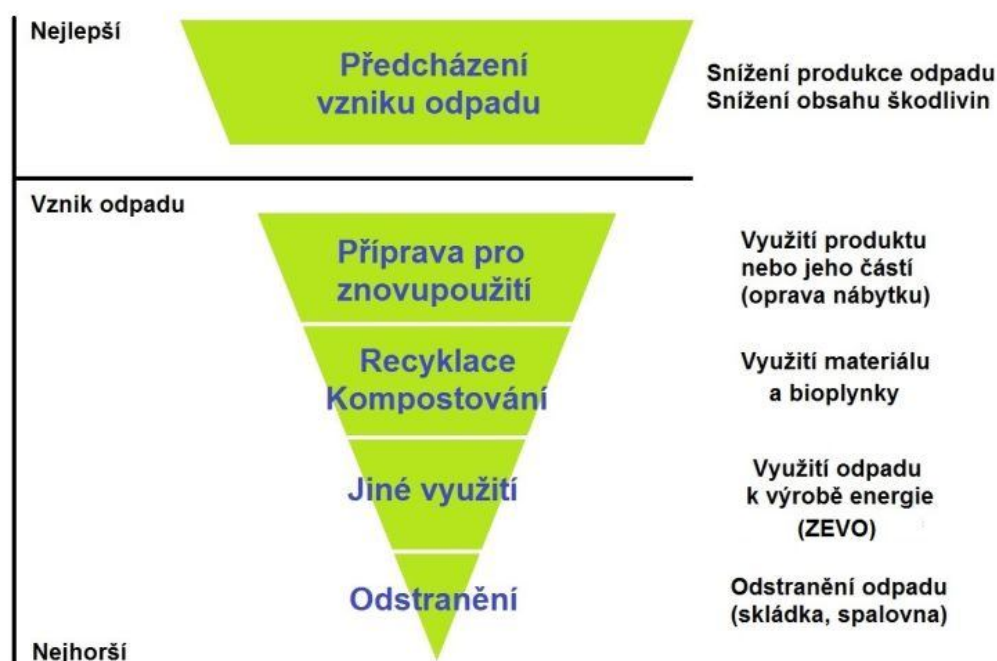 Nejlepší
Předcházení
vzniku odpadu
Snížení produkce odpadu
Snížení obsahu škodlivin
Vznik odpadu
Příprava pro
znovupoužití
Využití produktu
nebo jeho částí
(oprava nábytku)
Recyklace
Kompostování
Využití materiálu
a bioplynky
Jiné využití
Využití odpadu
k výrobě energie
(ZEVO)
Odstranění
Odstranění odpadu
(skládka, spalovna)
Nejhorší